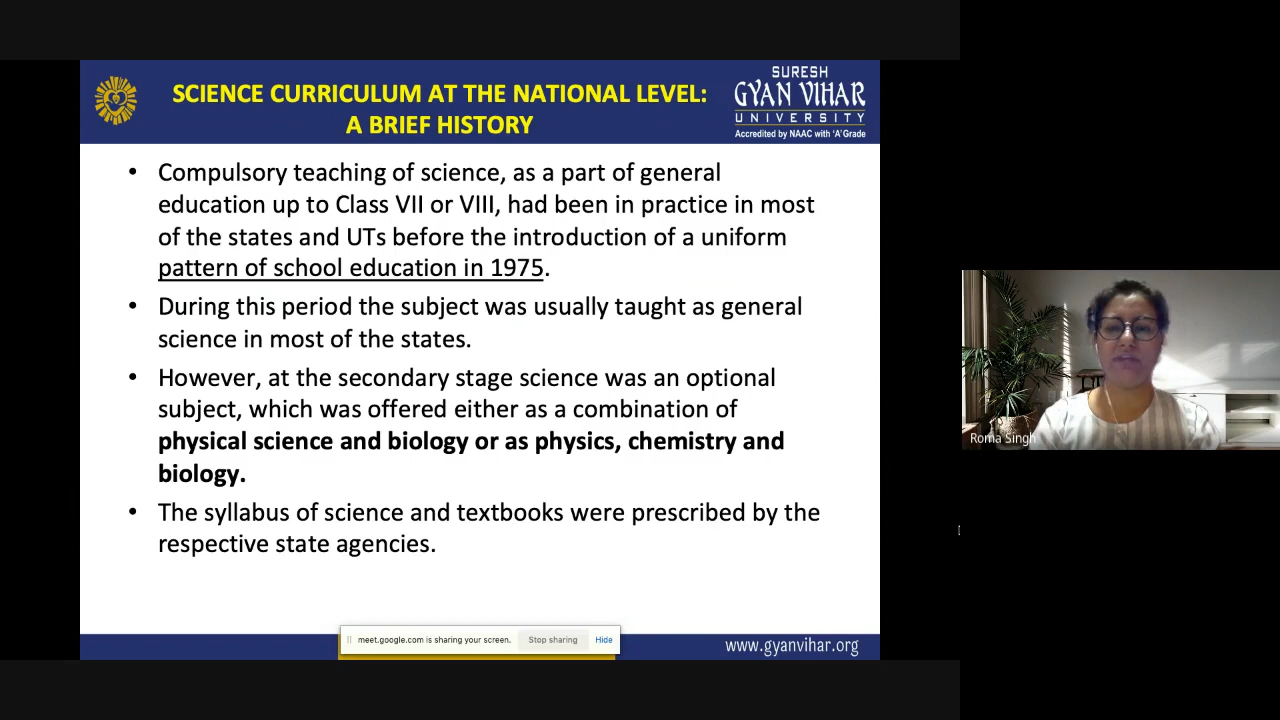 SCIENCE CURRICULUM AT THE NATIONAL LEVEL:
A BRIEF HISTORY
SURESH
GYAN VIHAR
UNIVERSITY
Accredited by NAAC with 'A' Grade
• Compulsory teaching of science, as a part of general
education up to Class VII or VIII, had been in practice in most
of the states and UTs before the introduction of a uniform
pattern of school education in 1975.
• During this period the subject was usually taught as general
science in most of the states.
• However, at the secondary stage science was an optional
subject, which was offered either as a combination of
physical science and biology or as physics, chemistry and
biology.
• The syllabus of science and textbooks were prescribed by the
respective state agencies.
meet.google.com is sharing your screen. Stop sharing Hide
www.gyanvihar.org
Roma Singh